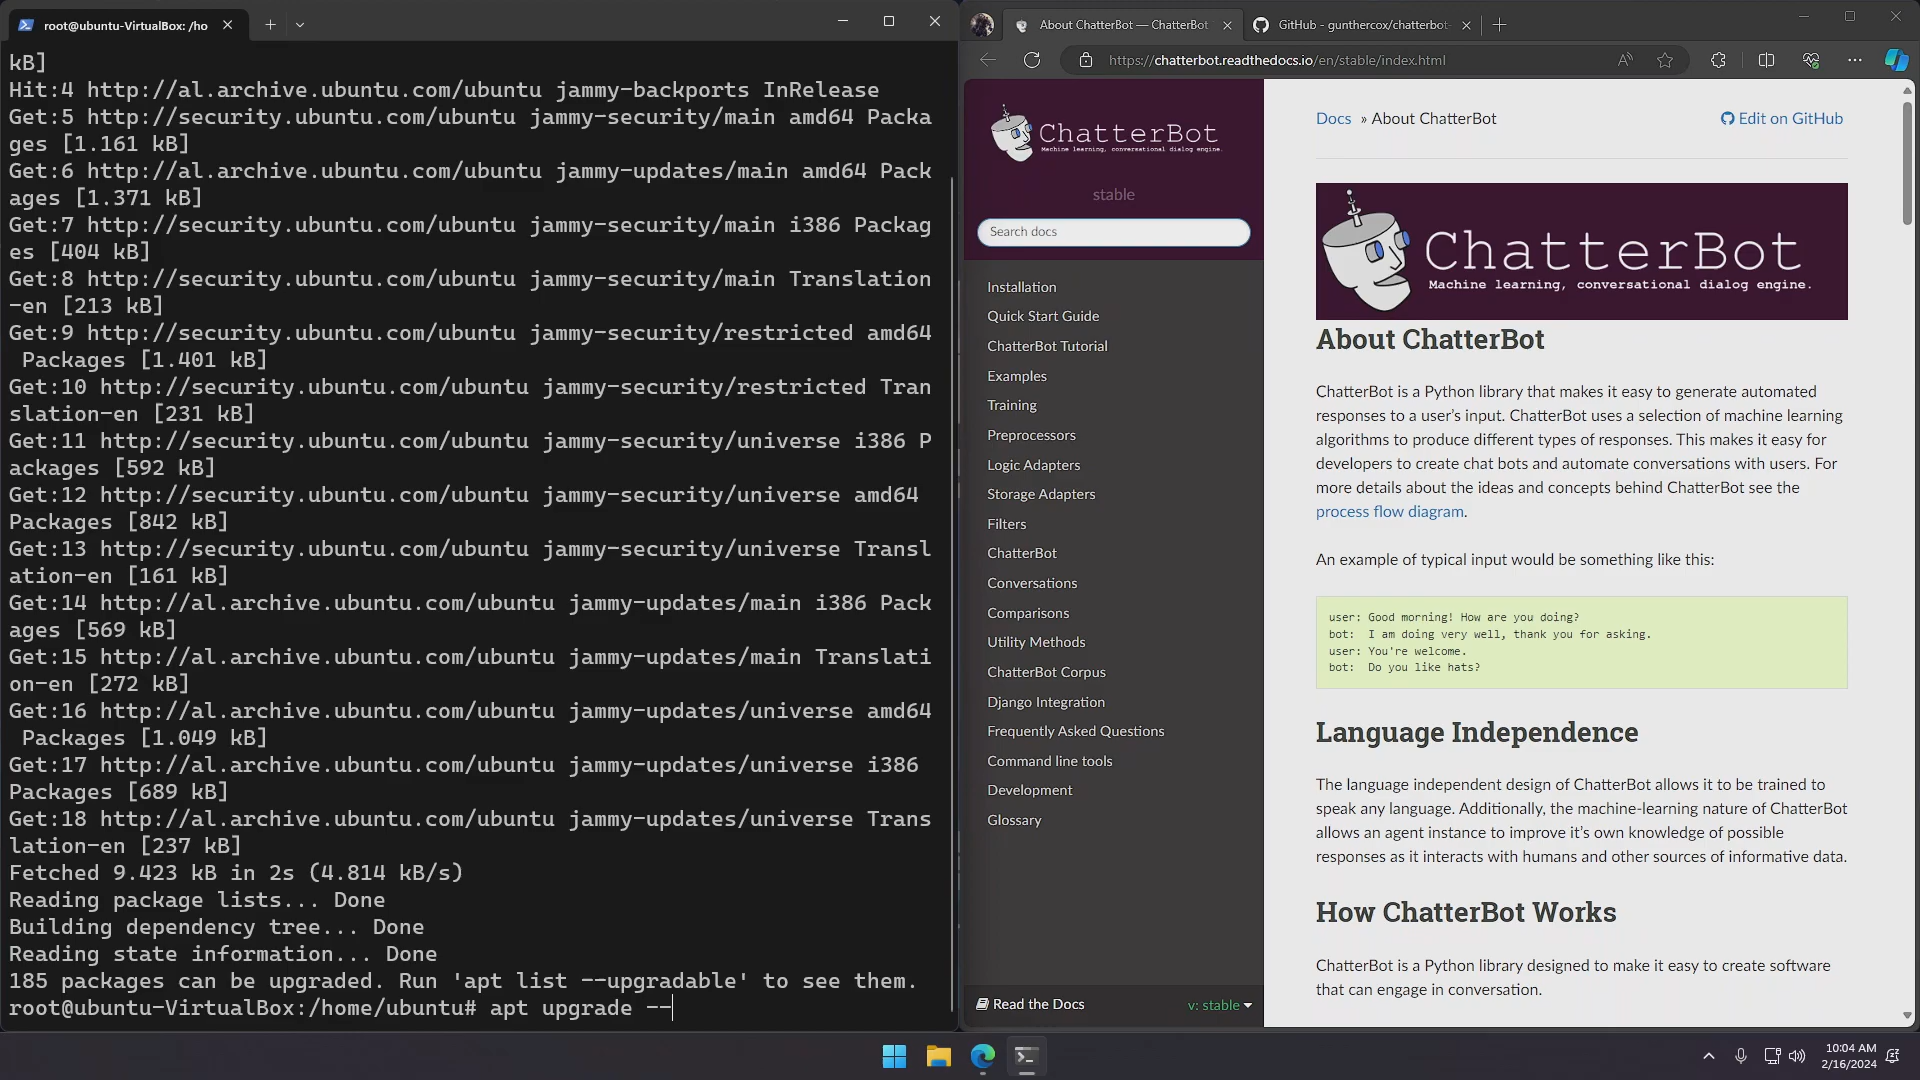 root@ubuntu-VirtualBox: /ho
kB]
Hit:4 http://al.archive.ubuntu.com/ubuntu jammy-backports InRelease
Get:5 http://security.ubuntu.com/ubuntu jammy-security/main amd64 Packa
ges [1.161 kB]
Get:6 http://al.archive.ubuntu.com/ubuntu jammy-updates/main amd64 Pack
ages [1.371 kB]
Get:7 http://security.ubuntu.com/ubuntu jammy-security/main i386 Packag
es [404 kB]
Get:8 http://security.ubuntu.com/ubuntu jammy-security/main Translation
-en [213 kB]
Get:9 http://security.ubuntu.com/ubuntu jammy-security/restricted amd64
 Packages [1.401 kB]
Get:10 http://security.ubuntu.com/ubuntu jammy-security/restricted Tran
slation-en [231 kB]
Get:11 http://security.ubuntu.com/ubuntu jammy-security/universe i386 P
ackages [592 kB]
Get:12 http://security.ubuntu.com/ubuntu jammy-security/universe amd64
Packages [842 kB]
Get:13 http://security.ubuntu.com/ubuntu jammy-security/universe Transl
ation-en [161 kB]
Get:14 http://al.archive.ubuntu.com/ubuntu jammy-updates/main i386 Pack
ages [569 kB]
Get:15 http://al.archive.ubuntu.com/ubuntu jammy-updates/main Translati
on-en [272 kB]
Get:16 http://al.archive.ubuntu.com/ubuntu jammy-updates/universe amd64
 Packages [1.049 kB]
Get:17 http://al.archive.ubuntu.com/ubuntu jammy-updates/universe i386
Packages [689 kB]
Get:18 http://al.archive.ubuntu.com/ubuntu jammy-updates/universe Trans
lation-en [237 kB]
Fetched 9.423 kB in 2s (4.814 kB/s)
Reading package lists... Done
Building dependency tree... Done
Reading state information... Done
185 packages can be upgraded. Run 'apt list --upgradable' to see them.
root@ubuntu-VirtualBox:/home/ubuntu# apt upgrade --
About ChatterBot — ChatterBot
GitHub - gunthercox/chatterbot-
https://chatterbot.readthedocs.io/en/stable/index.html
ChatterBot
Machine learning, conversational dialog engine.
stable
Search docs
Installation
Quick Start Guide
ChatterBot Tutorial
Examples
Training
Preprocessors
Logic Adapters
Storage Adapters
Filters
ChatterBot
Conversations
Comparisons
Utility Methods
ChatterBot Corpus
Django Integration
Frequently Asked Questions
Command line tools
Development
Glossary
Read the Docs
v: stable
Docs » About ChatterBot
Edit on GitHub
ChatterBot
Machine learning, conversational dialog engine.
About ChatterBot
ChatterBot is a Python library that makes it easy to generate automated
responses to a user’s input. ChatterBot uses a selection of machine learning
algorithms to produce different types of responses. This makes it easy for
developers to create chat bots and automate conversations with users. For
more details about the ideas and concepts behind ChatterBot see the
process flow diagram.
An example of typical input would be something like this:
user: Good morning! How are you doing?
bot:  I am doing very well, thank you for asking.
user: You're welcome.
bot:  Do you like hats?
Language Independence
The language independent design of ChatterBot allows it to be trained to
speak any language. Additionally, the machine-learning nature of ChatterBot
allows an agent instance to improve it’s own knowledge of possible
responses as it interacts with humans and other sources of informative data.
How ChatterBot Works
ChatterBot is a Python library designed to make it easy to create software
that can engage in conversation.
10:04 AM
2/16/2024